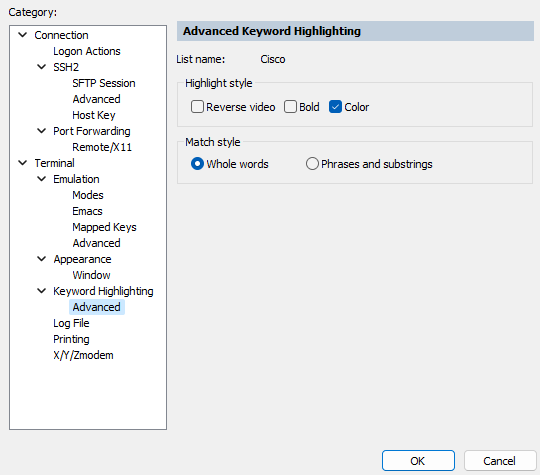 Category:
Connection
Logon Actions
SSH2
SFTP Session
Advanced
Host Key
Port Forwarding
Remote/X11
Terminal
Emulation
Modes
Emacs
Mapped Keys
Advanced
Appearance
Window
Keyword Highlighting
Advanced
Log File
Printing
X/Y/Zmodem
Advanced Keyword Highlighting
List name: Cisco
Highlight style
Reverse video Bold Color
Match style
Whole words Phrases and substrings
OK Cancel